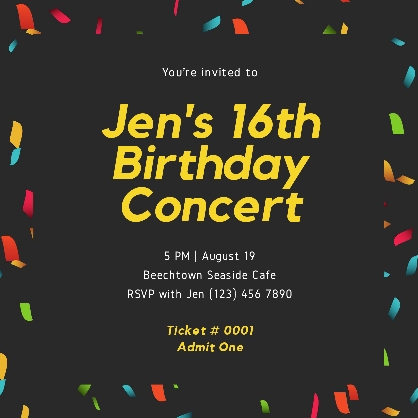 You're invited to
Jen's 16th
Birthday
Concert
5 PM | August 19
Beechtown Seaside Cafe
RSVP with Jen (123) 456 7890
Ticket # 0001
Admit One